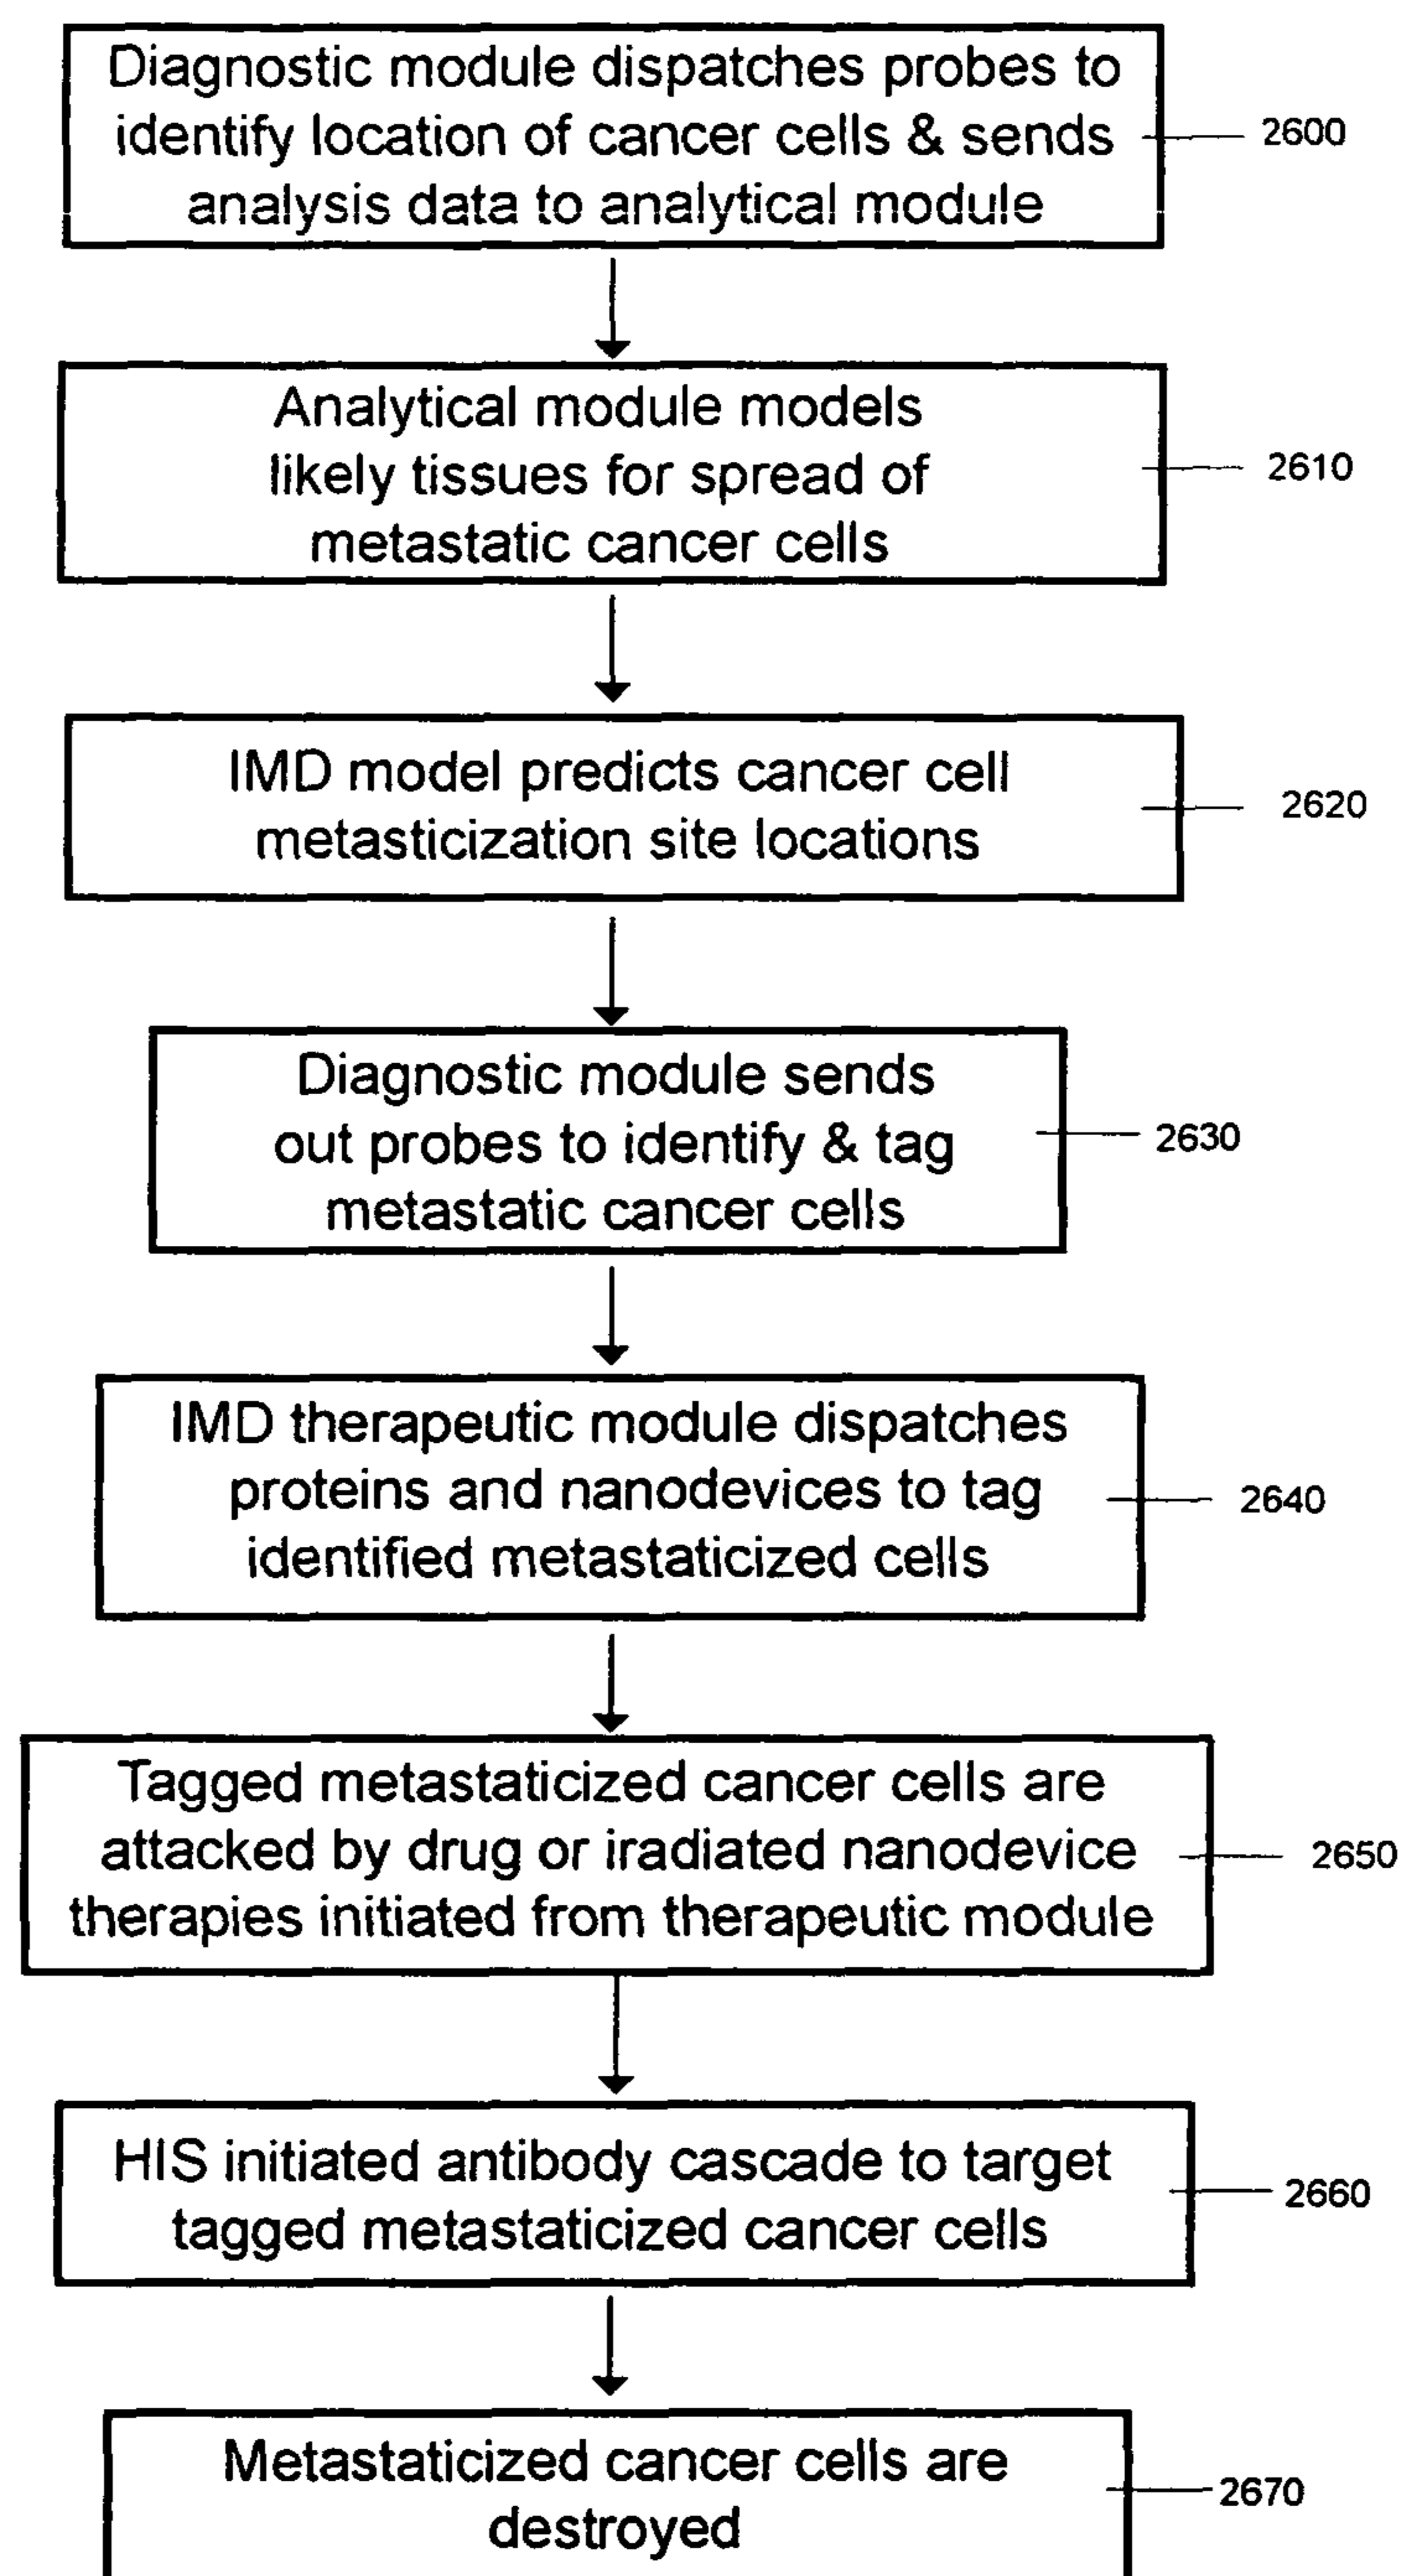 Diagnostic module dispatches probes to
identify location of cancer cells & sends
analysis data to analytical module
2600
Analytical module models
likely tissues for spread of
metastatic cancer cells
2610
IMD model predicts cancer cell
metasticization site locations
2620
Diagnostic module sends
out probes to identify & tag
metastatic cancer cells
2630
IMD therapeutic module dispatches
proteins and nanodevices to tag
identified metastaticized cells
2640
Tagged metastaticized cancer cells are
attacked by drug or iradiated nanodevice
therapies initiated from therapeutic module
2650
HIS initiated antibody cascade to target
tagged metastaticized cancer cells
2660
Metastaticized cancer cells are
destroyed
2670